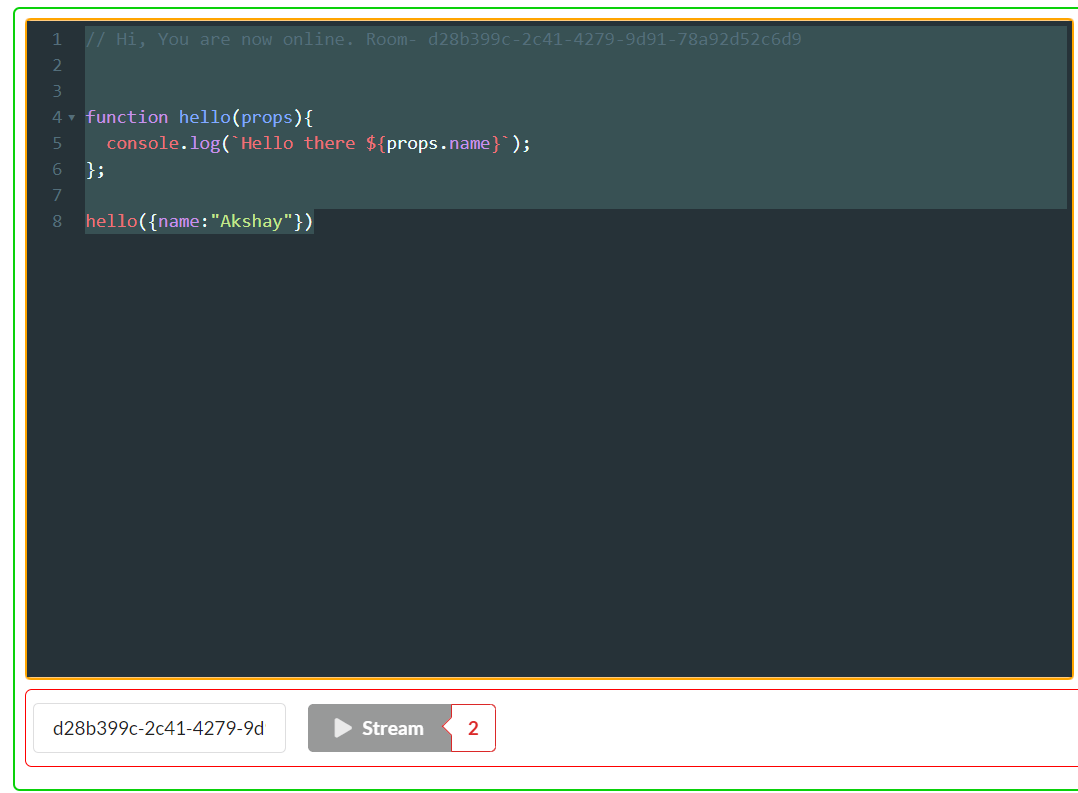 1 // Hi, You are now online. Room- d28b399c-2c41-4279-9d91-78a92d52c6d9
2
3
4 function hello(props){
5   console.log(`Hello there ${props.name}`);
6 };
7
8 hello({name:"Akshay"})
d28b399c-2c41-4279-9d Stream 2